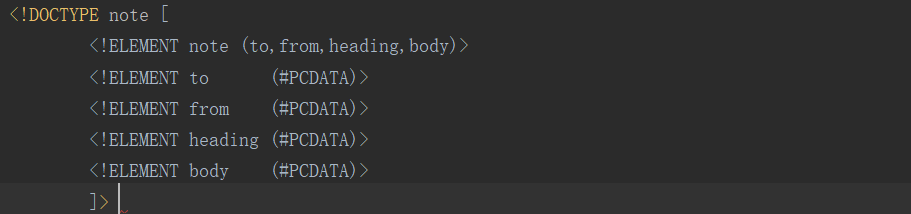 <!DOCTYPE note [
<!ELEMENT note (to,from,heading,body)>
<!ELEMENT to (#PCDATA)>
<!ELEMENT from (#PCDATA)>
<!ELEMENT heading (#PCDATA)>
<!ELEMENT body (#PCDATA)>
]>